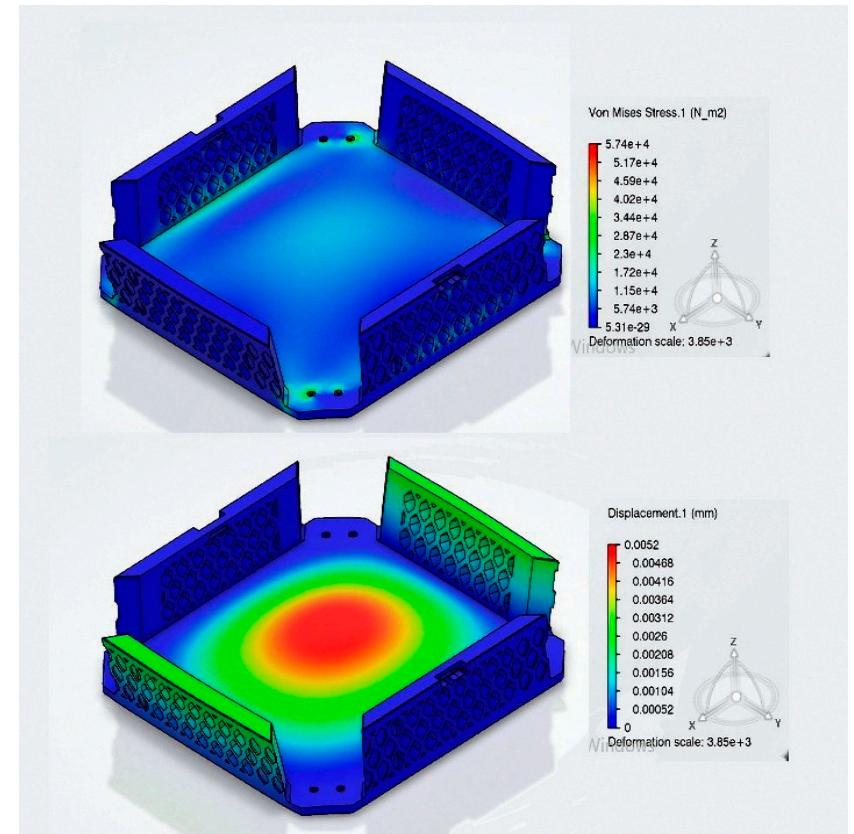 Von Mises Stress.1 (N_m2)
5.74e+4
5.17e+4
4.59e+4
4.02e+4
3.44e+4
2.87e+4
2.3e+4
1.72e+4
1.15e+4
5.74e+3
5.31e-29
Z
X
Y
Windows
Deformation scale: 3.85e+3
Displacement.1 (mm)
0.0052
0.00468
0.00416
0.00364
0.00312
0.0026
0.00208
0.00156
0.00104
0.00052
0
Z
X
Y
Windows
Deformation scale: 3.85e+3